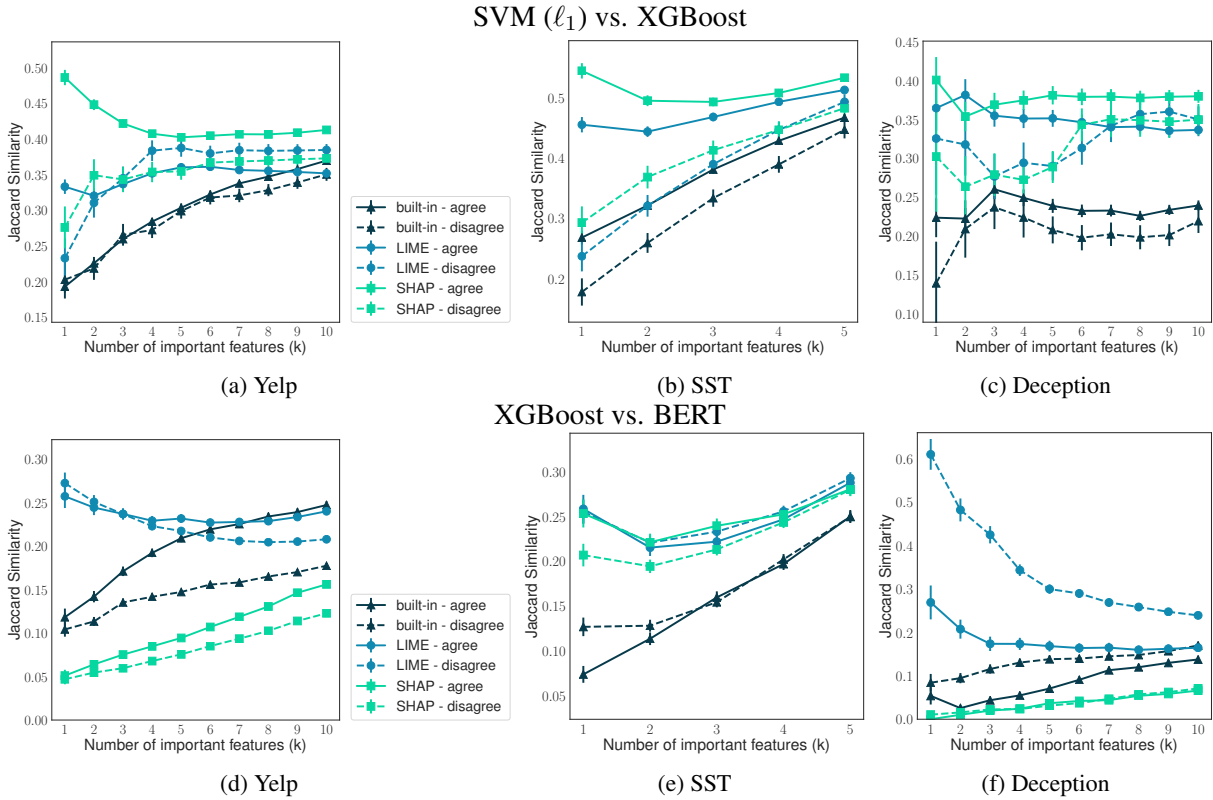 SVM (ℓ1) vs. XGBoost
Jaccard Similarity
0.50
0.45
0.40
0.35
0.30
0.25
0.20
0.15
1 2 3 4 5 6 7 8 9 10
Number of important features (k)
(a) Yelp
built-in - agree
built-in - disagree
LIME - agree
LIME - disagree
SHAP - agree
SHAP - disagree
Jaccard Similarity
0.5
0.4
0.3
0.2
1 2 3 4 5
Number of important features (k)
(b) SST
Jaccard Similarity
0.45
0.40
0.35
0.30
0.25
0.20
0.15
0.10
1 2 3 4 5 6 7 8 9 10
Number of important features (k)
(c) Deception
XGBoost vs. BERT
Jaccard Similarity
0.30
0.25
0.20
0.15
0.10
0.05
0.00
1 2 3 4 5 6 7 8 9 10
Number of important features (k)
(d) Yelp
built-in - agree
built-in - disagree
LIME - agree
LIME - disagree
SHAP - agree
SHAP - disagree
Jaccard Similarity
0.30
0.25
0.20
0.15
0.10
0.05
1 2 3 4 5
Number of important features (k)
(e) SST
Jaccard Similarity
0.6
0.5
0.4
0.3
0.2
0.1
0.0
1 2 3 4 5 6 7 8 9 10
Number of important features (k)
(f) Deception